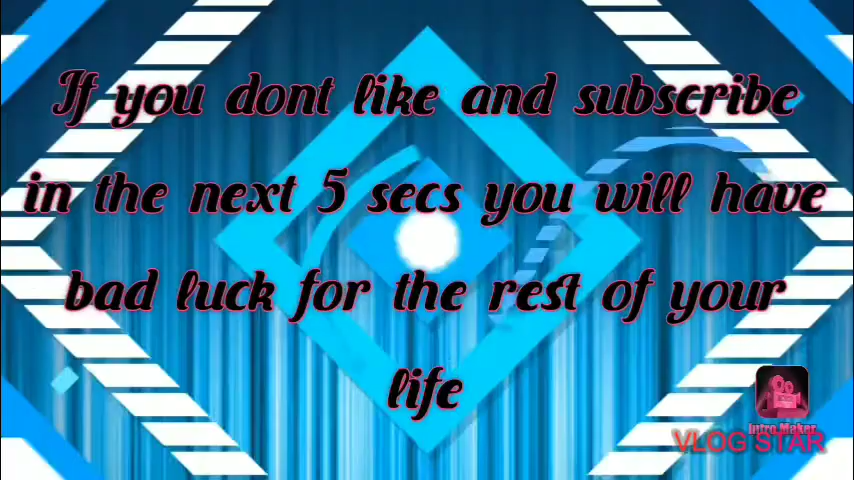 If you dont like and subscribe
in the next 5 secs you will have
bad luck for the rest of your
life
Intro Maker
VLOG STAR